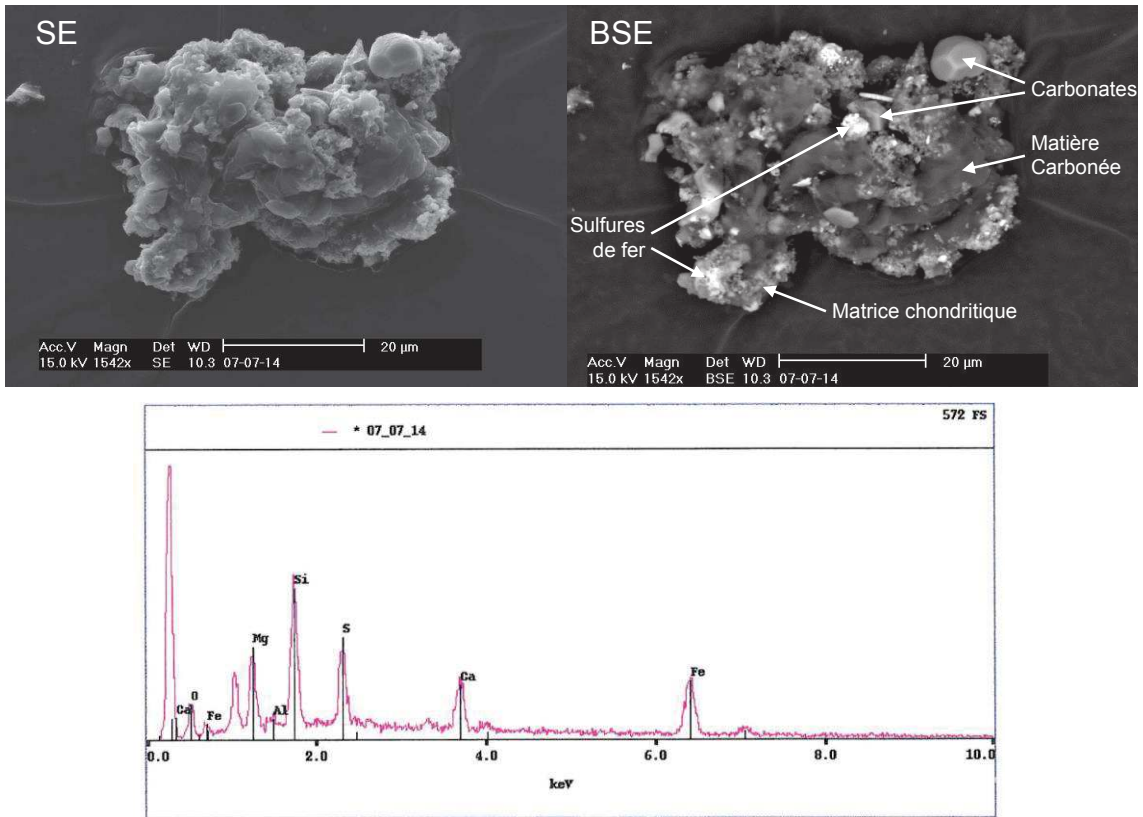 SE
BSE
Carbonates
Matière
Carbonée
Sulfures
de fer
Matrice chondritique
Acc.V Magn Det WD 20 µm
15.0 kV 1542x SE 10.3 07-07-14
Acc.V Magn Det WD 20 µm
15.0 kV 1542x BSE 10.3 07-07-14
572 FS
* 07_07_14
Si
S
Mg
Ca
Fe
Ca
O
Fe
Al
0.0 2.0 4.0 6.0 8.0 10.0
keV